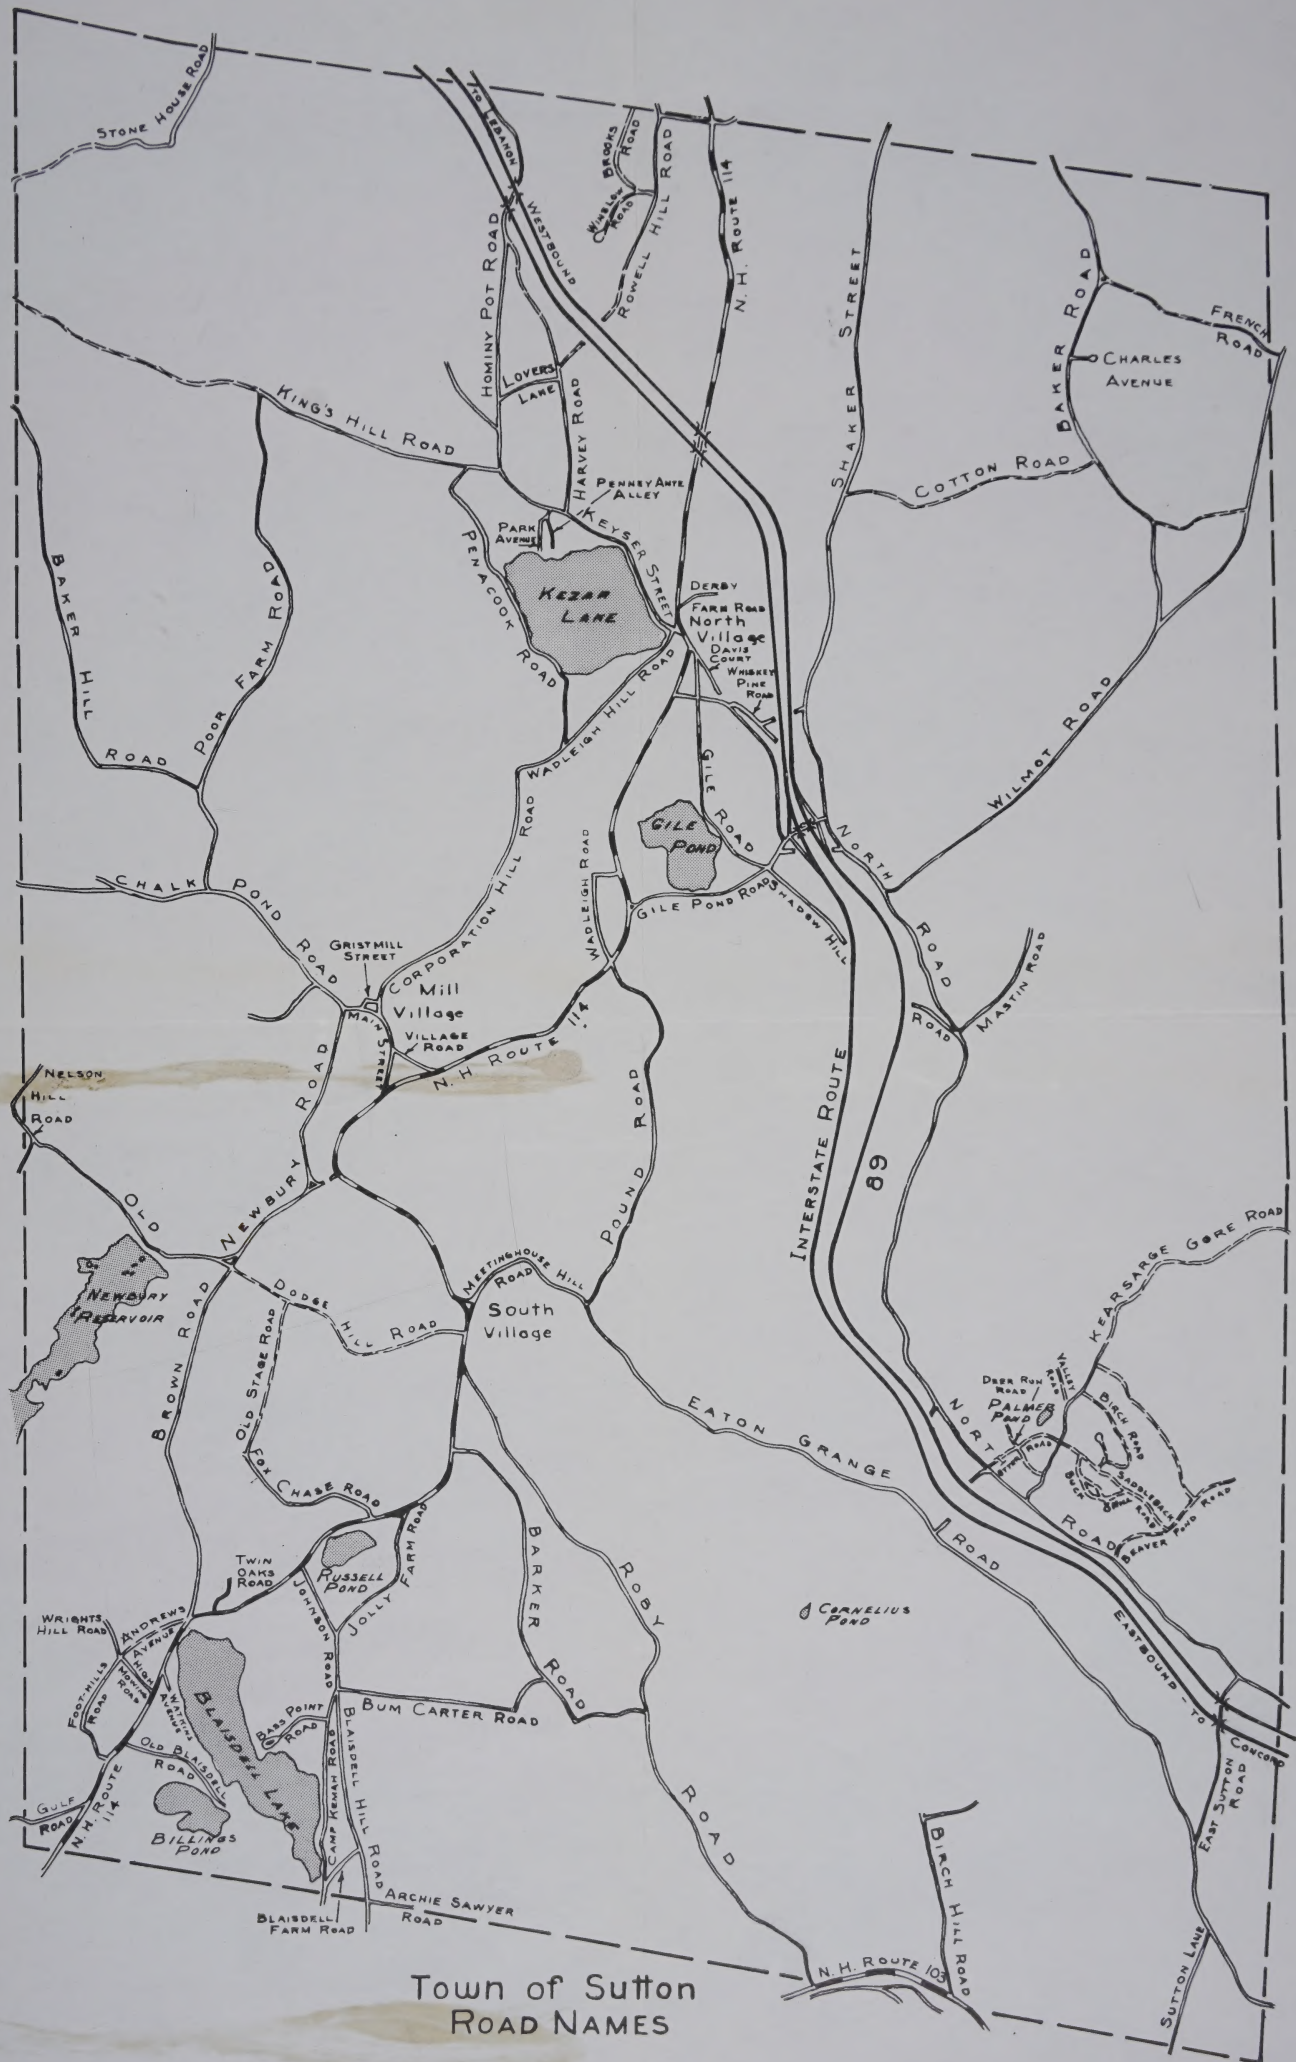 STONE HOUSE ROAD
TO LEBANON
WESTBOUND
BROOKS
ROAD
WINSLOW
ROAD
ROWELL HILL ROAD
N.H. ROUTE 114
SHAKER STREET
BAKER ROAD
FRENCH
ROAD
CHARLES
AVENUE
HOMINY POT ROAD
LOVERS
LANE
HARVEY ROAD
KING'S HILL ROAD
COTTON ROAD
PENNEY ANTE
ALLEY
PARK
AVENUE
KEYSER STREET
PENACOOK ROAD
KEZAR
LAKE
DERBY
FARM ROAD
North
Village
DAVIS
COURT
WHISKEY
PINE
ROAD
BAKER HILL ROAD
POOR FARM ROAD
WADLEIGH HILL ROAD
WILMOT ROAD
GILE ROAD
GILE
POND
NORTH ROAD
CHALK POND ROAD
CORPORATION HILL ROAD
WADLEIGH ROAD
GILE POND ROAD
SHADOW HILL ROAD
MASTIN ROAD
GRISTMILL
STREET
Mill
Village
MAIN STREET
VILLAGE
ROAD
N.H. ROUTE 114
NELSON
HILL
ROAD
OLD NEWBURY ROAD
POUND ROAD
INTERSTATE ROUTE
89
KEARSARGE GORE ROAD
NEWBURY
RESERVOIR
BROWN ROAD
DODGE HILL ROAD
MEETINGHOUSE HILL
ROAD
South
Village
OLD STAGE ROAD
FOX CHASE ROAD
EATON GRANGE ROAD
VALLEY
ROAD
DEER RUN
ROAD
PALMER
POND
BIRCH ROAD
NORTH ROAD
SADDLEBACK
BUCK
HILL
ROAD
BEAVER POND ROAD
RUSSELL
POND
JOLLY FARM ROAD
BARKER ROAD
ROBY ROAD
TWIN
OAKS
ROAD
JOHNSON ROAD
CORNELIUS
POND
EASTBOUND - TO CONCORD
WRIGHTS
HILL ROAD
ANDREWS
AVENUE
HIGH
MOWING
ROAD
FOOT-HILLS
ROAD
WATKINS
AVENUE
BLAISDELL LAKE
BASS POINT
ROAD
BUM CARTER ROAD
OLD BLAISDELL
ROAD
CAMP KEMAH ROAD
BLAISDELL HILL ROAD
GULF
ROAD
N.H. ROUTE
114
BILLINGS
POND
EAST SUTTON
ROAD
BIRCH HILL ROAD
ARCHIE SAWYER
ROAD
BLAISDELL
FARM ROAD
N.H. ROUTE 103
SUTTON LANE
Town of Sutton
ROAD NAMES